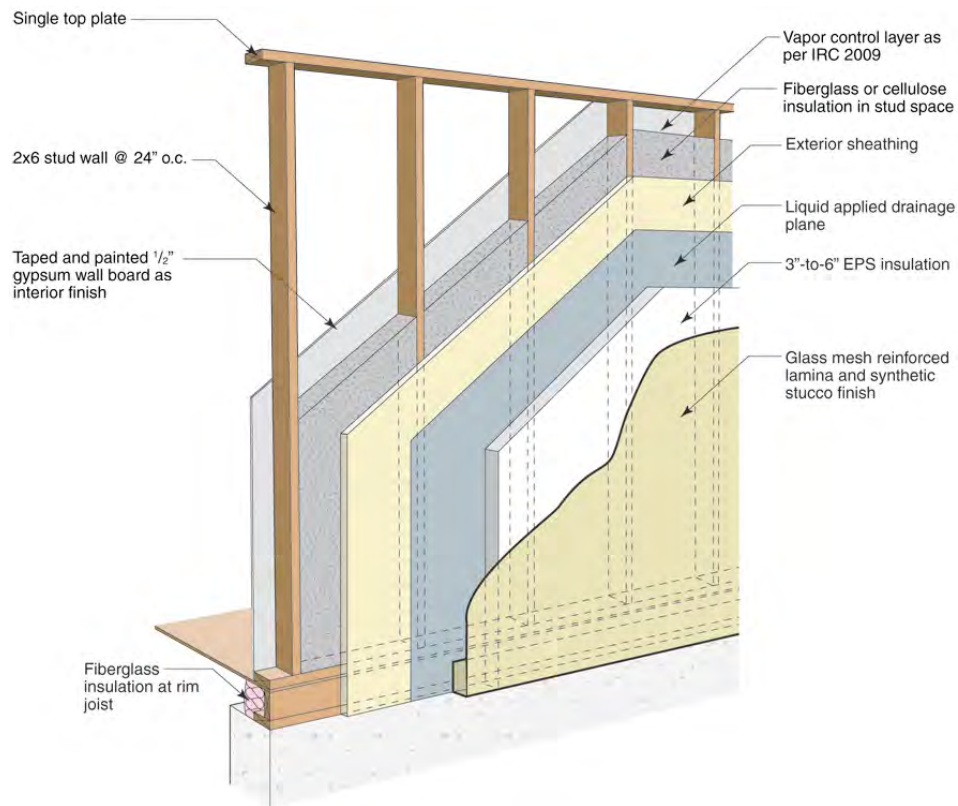 Single top plate
2x6 stud wall @ 24" o.c.
Taped and painted 1/2"
gypsum wall board as
interior finish
Fiberglass
insulation at rim
joist
Vapor control layer as
per IRC 2009
Fiberglass or cellulose
insulation in stud space
Exterior sheathing
Liquid applied drainage
plane
3"-to-6" EPS insulation
Glass mesh reinforced
lamina and synthetic
stucco finish